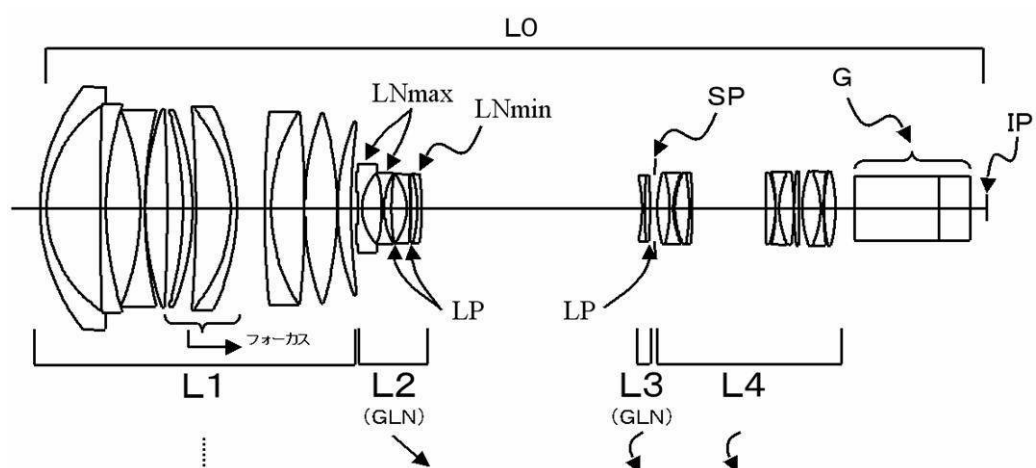 L0
LNmax
LNmin
SP
G
IP
LP
LP
フォーカス
L1
L2
(GLN)
L3
(GLN)
L4